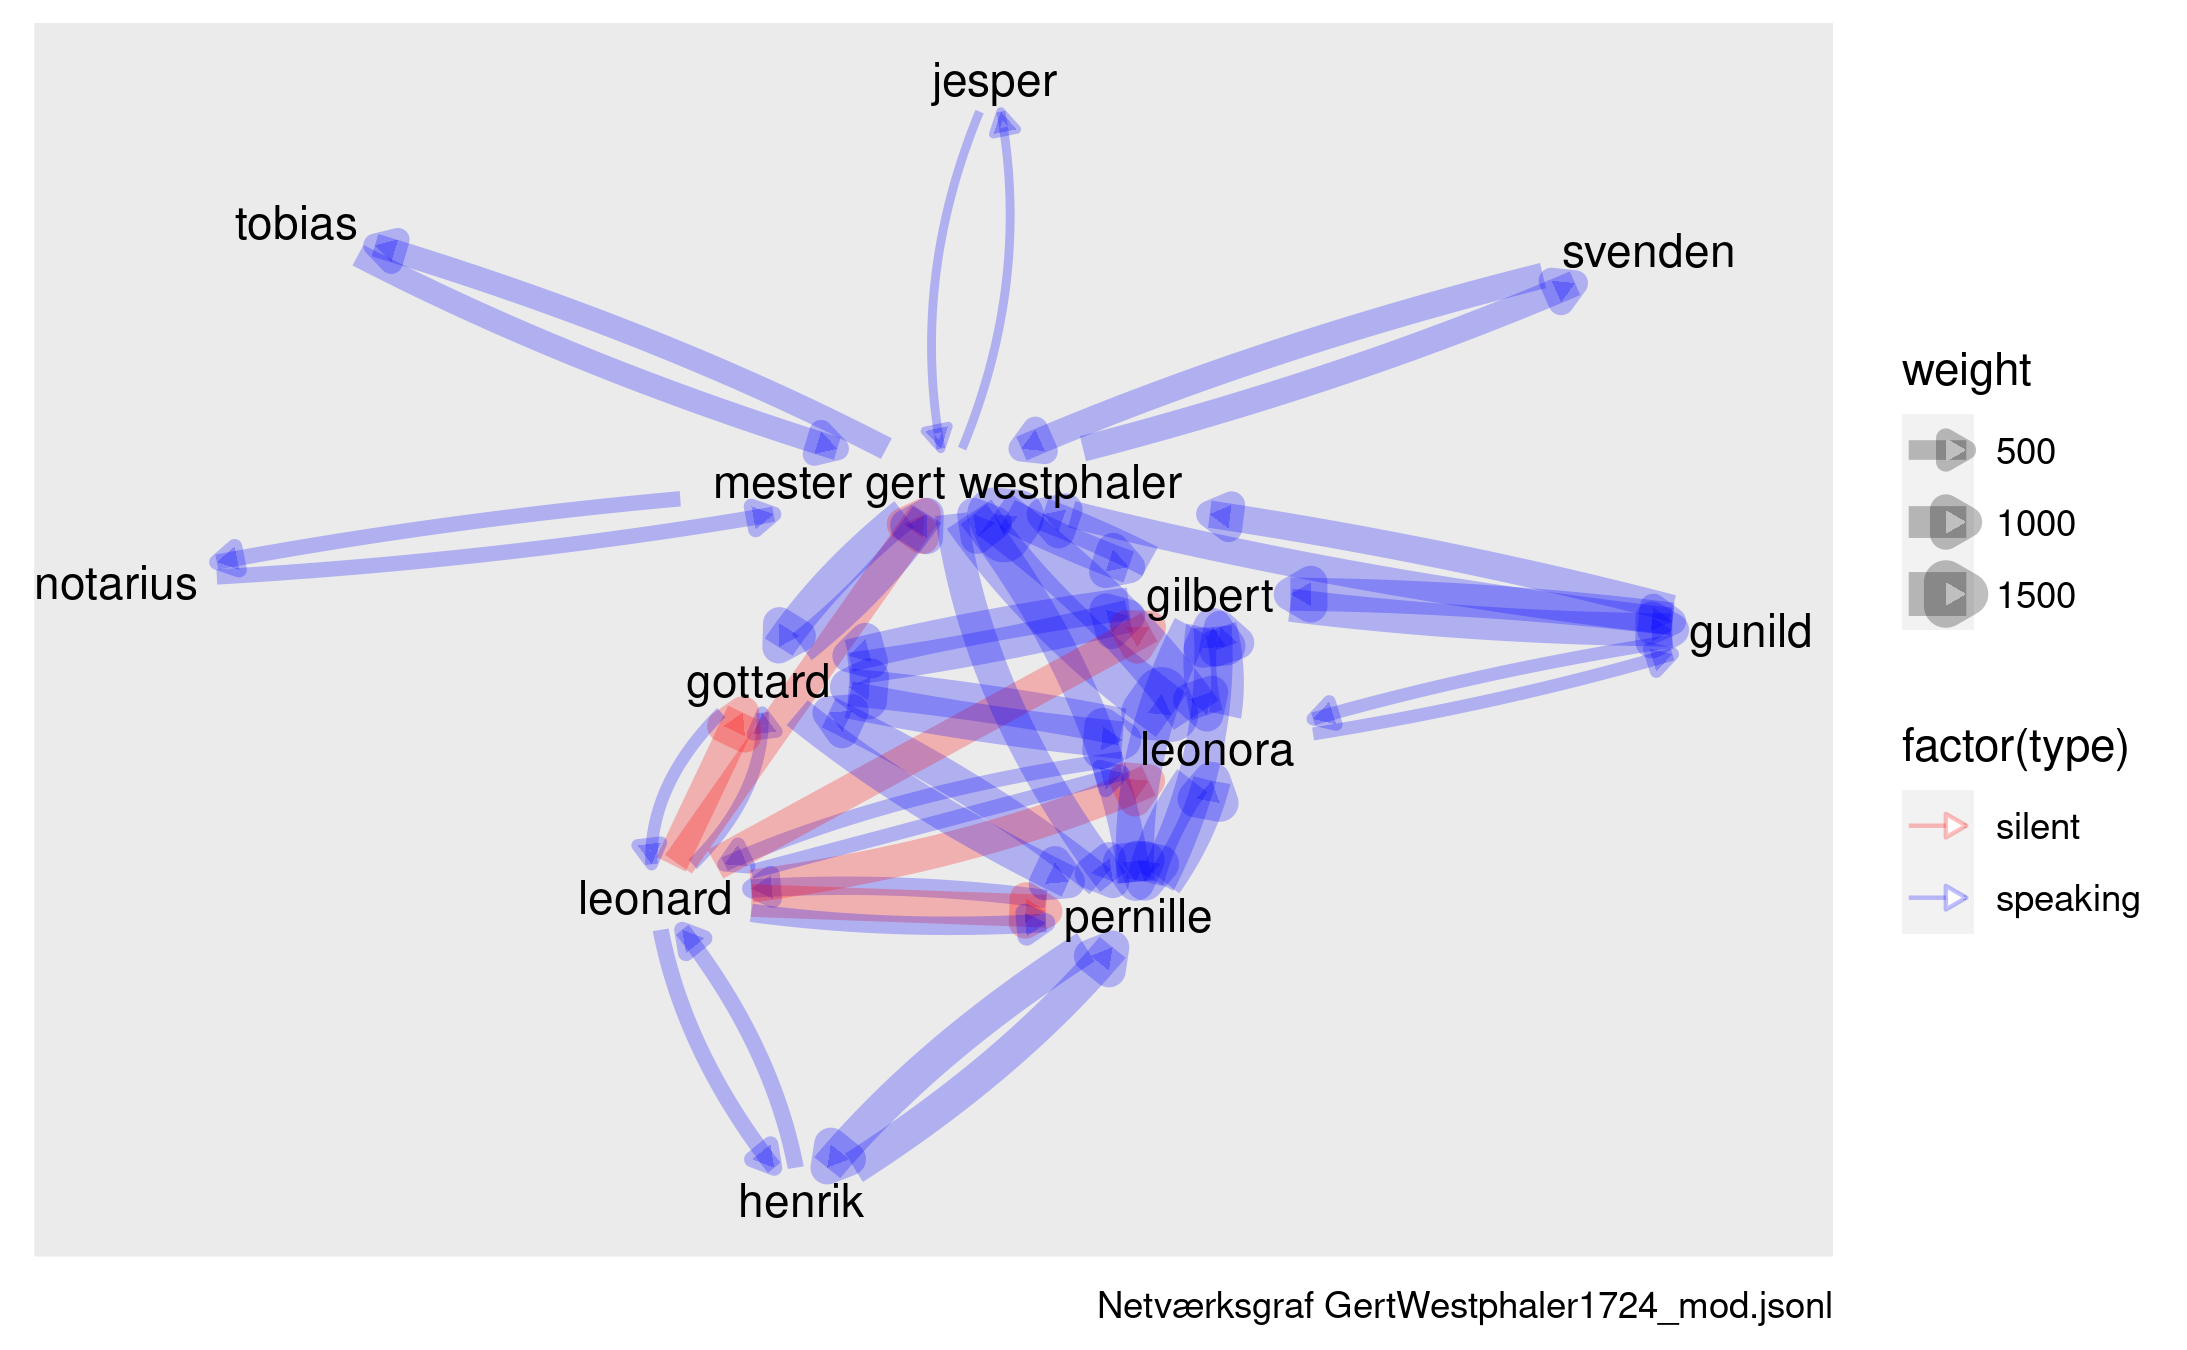 jesper
tobias
svenden
mester gert westphaler
notarius
gilbert
gunild
gottard
leonora
leonard
pernille
henrik
weight
500
1000
1500
factor(type)
silent
speaking
Netværksgraf GertWestphaler1724_mod.jsonl